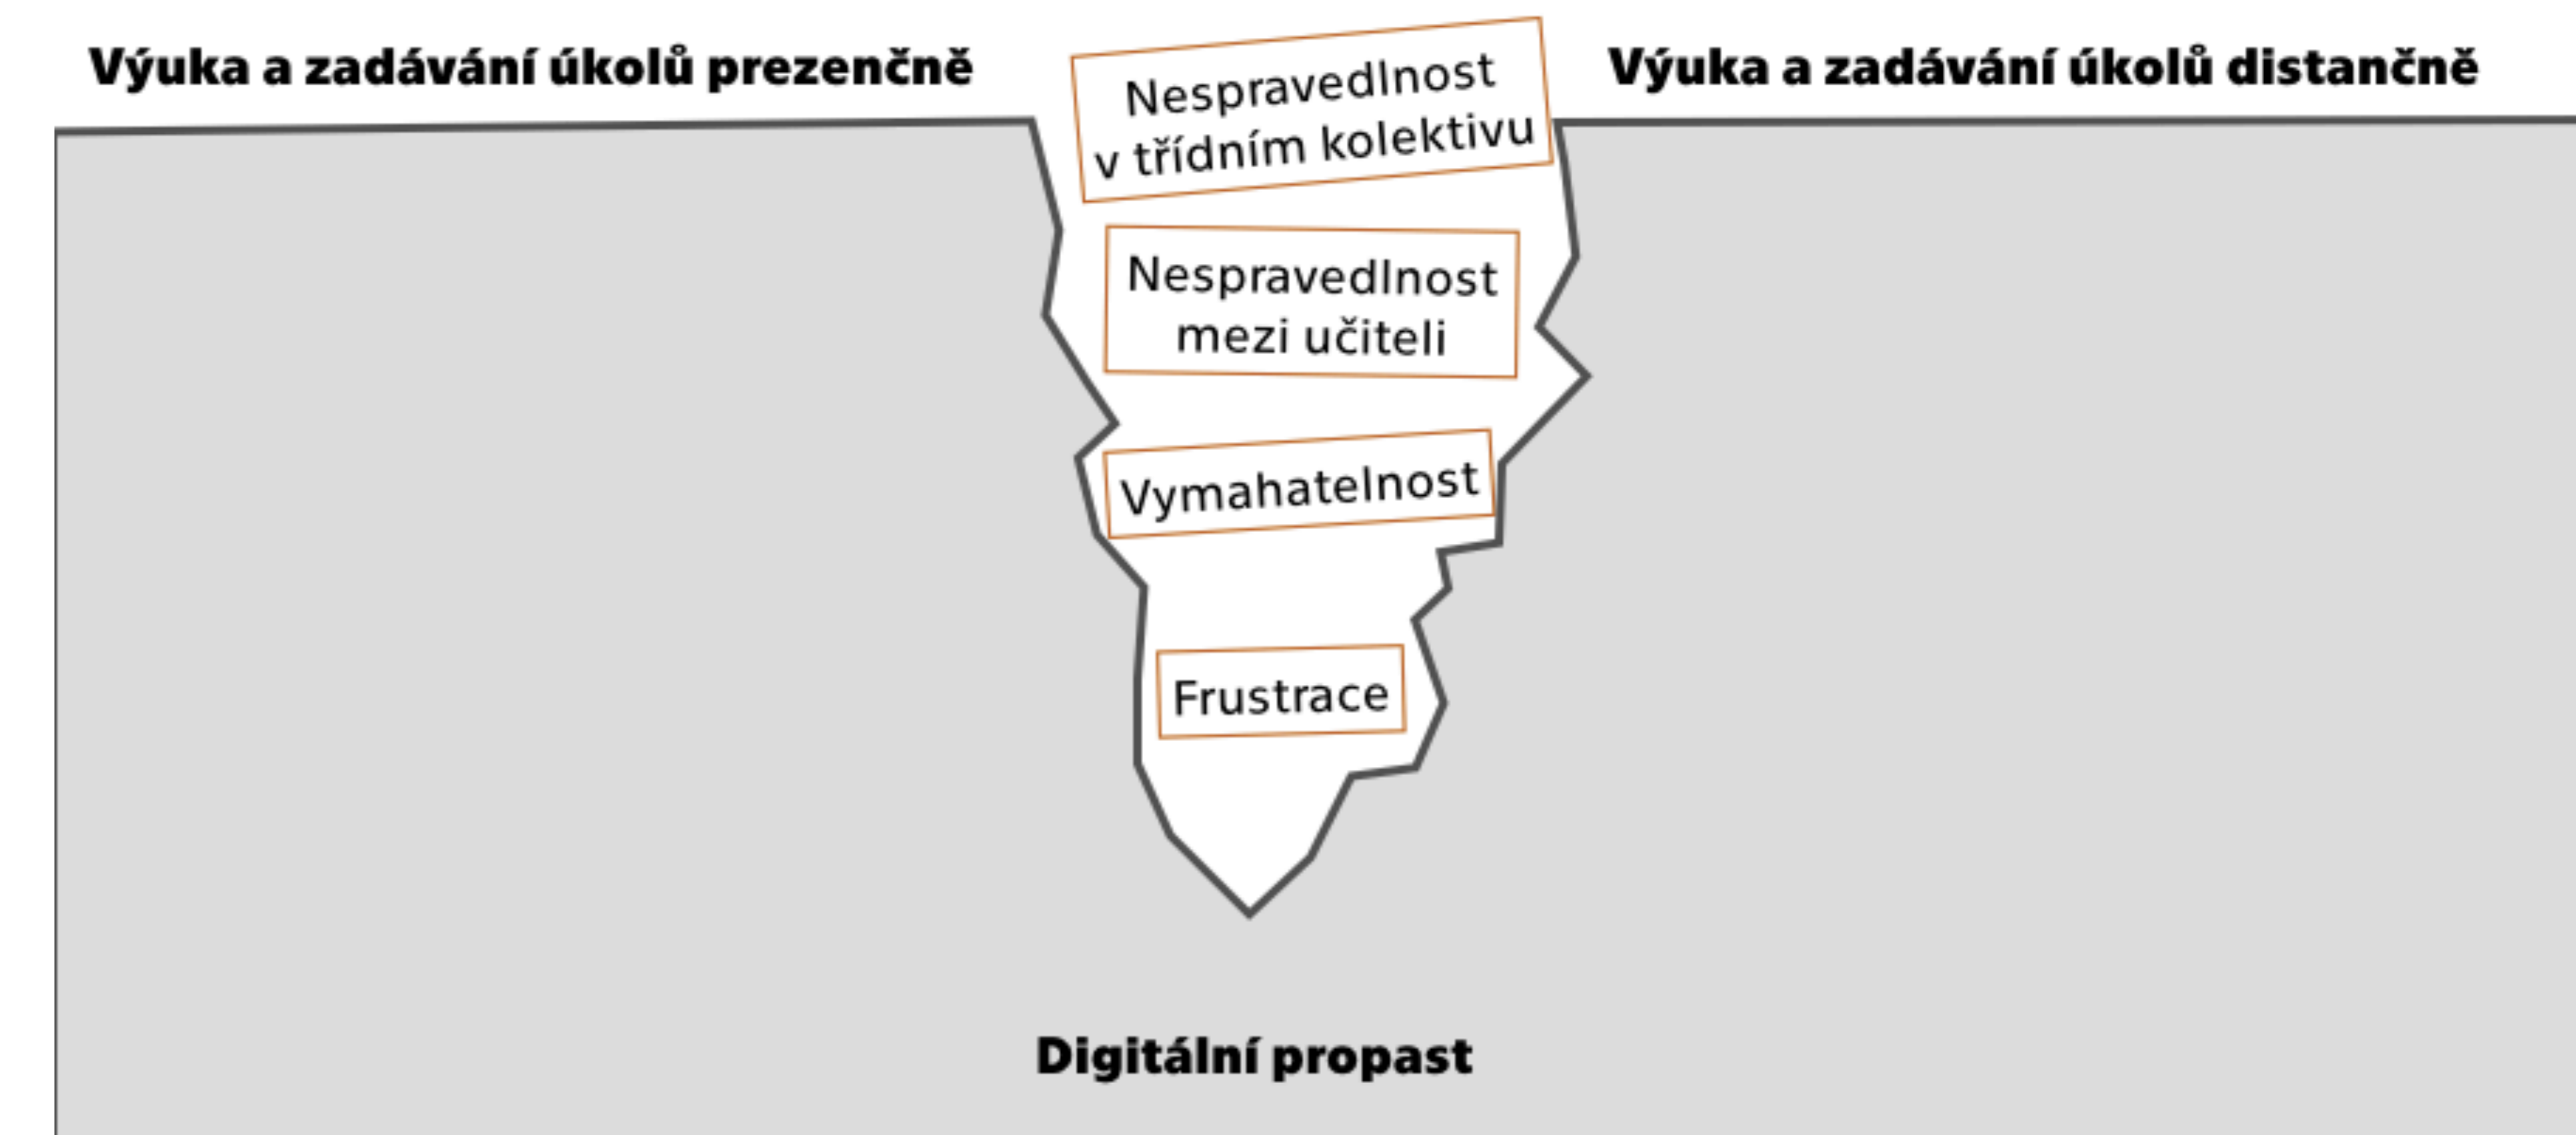 Výuka a zadávání úkolů prezenčně
Nespravedlnost
v třídním kolektivu
Výuka a zadávání úkolů distančně
Nespravedlnost
mezi učiteli
Vymahatelnost
Frustrace
Digitální propast